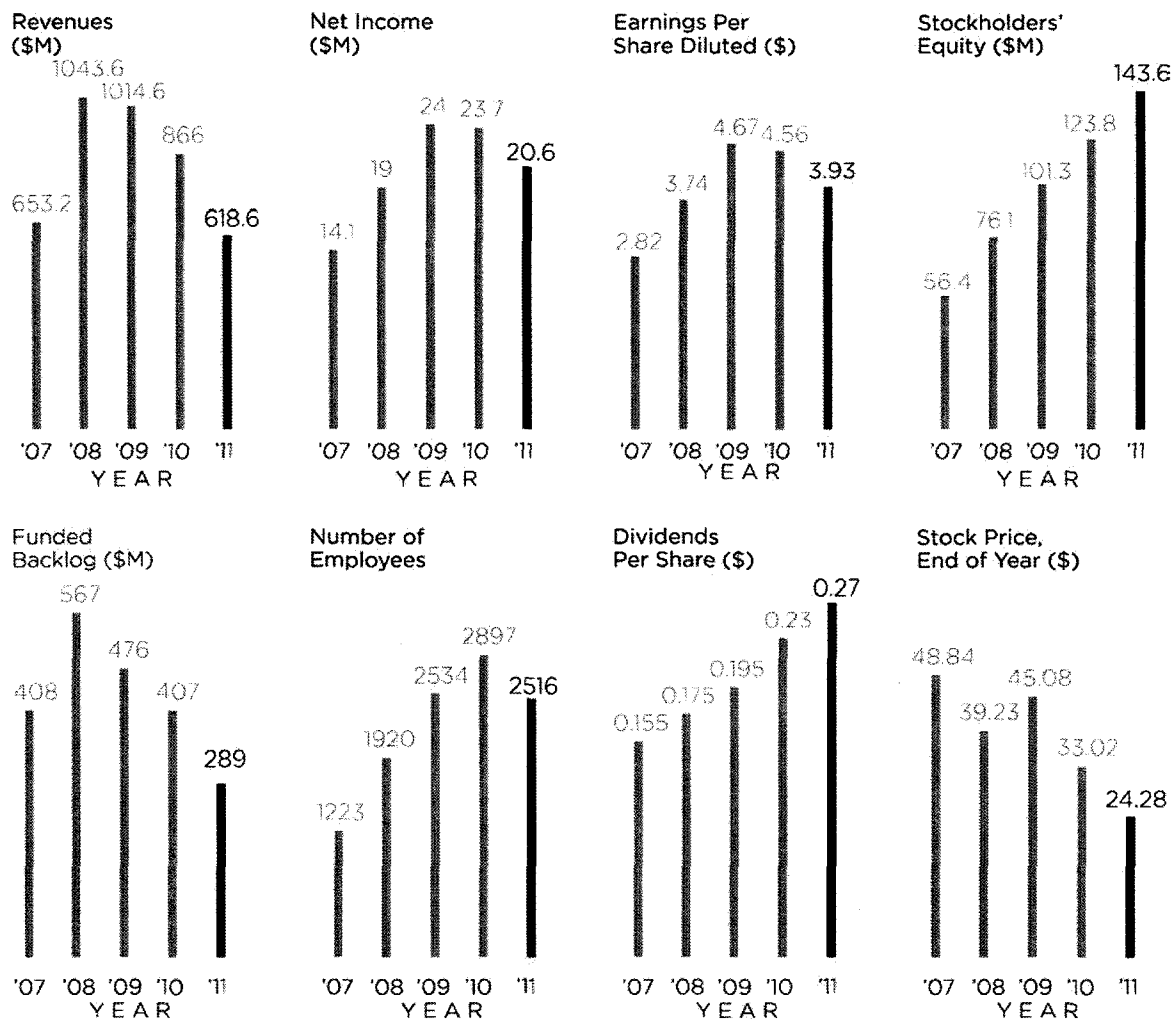 Revenues
($M)
1043.6
1014.6
866
653.2
618.6
'07 '08 '09 '10 '11
YEAR
Net Income
($M)
24
23.7
20.6
19
14.1
'07 '08 '09 '10 '11
YEAR
Earnings Per
Share Diluted ($)
4.67
4.56
3.93
3.74
2.82
'07 '08 '09 '10 '11
YEAR
Stockholders'
Equity ($M)
143.6
123.8
101.3
76.1
56.4
'07 '08 '09 '10 '11
YEAR
Funded
Backlog ($M)
567
476
408
407
289
'07 '08 '09 '10 '11
YEAR
Number of
Employees
2897
2534
2516
1920
1223
'07 '08 '09 '10 '11
YEAR
Dividends
Per Share ($)
0.27
0.23
0.195
0.175
0.155
'07 '08 '09 '10 '11
YEAR
Stock Price,
End of Year ($)
48.84
45.08
39.23
33.02
24.28
'07 '08 '09 '10 '11
YEAR